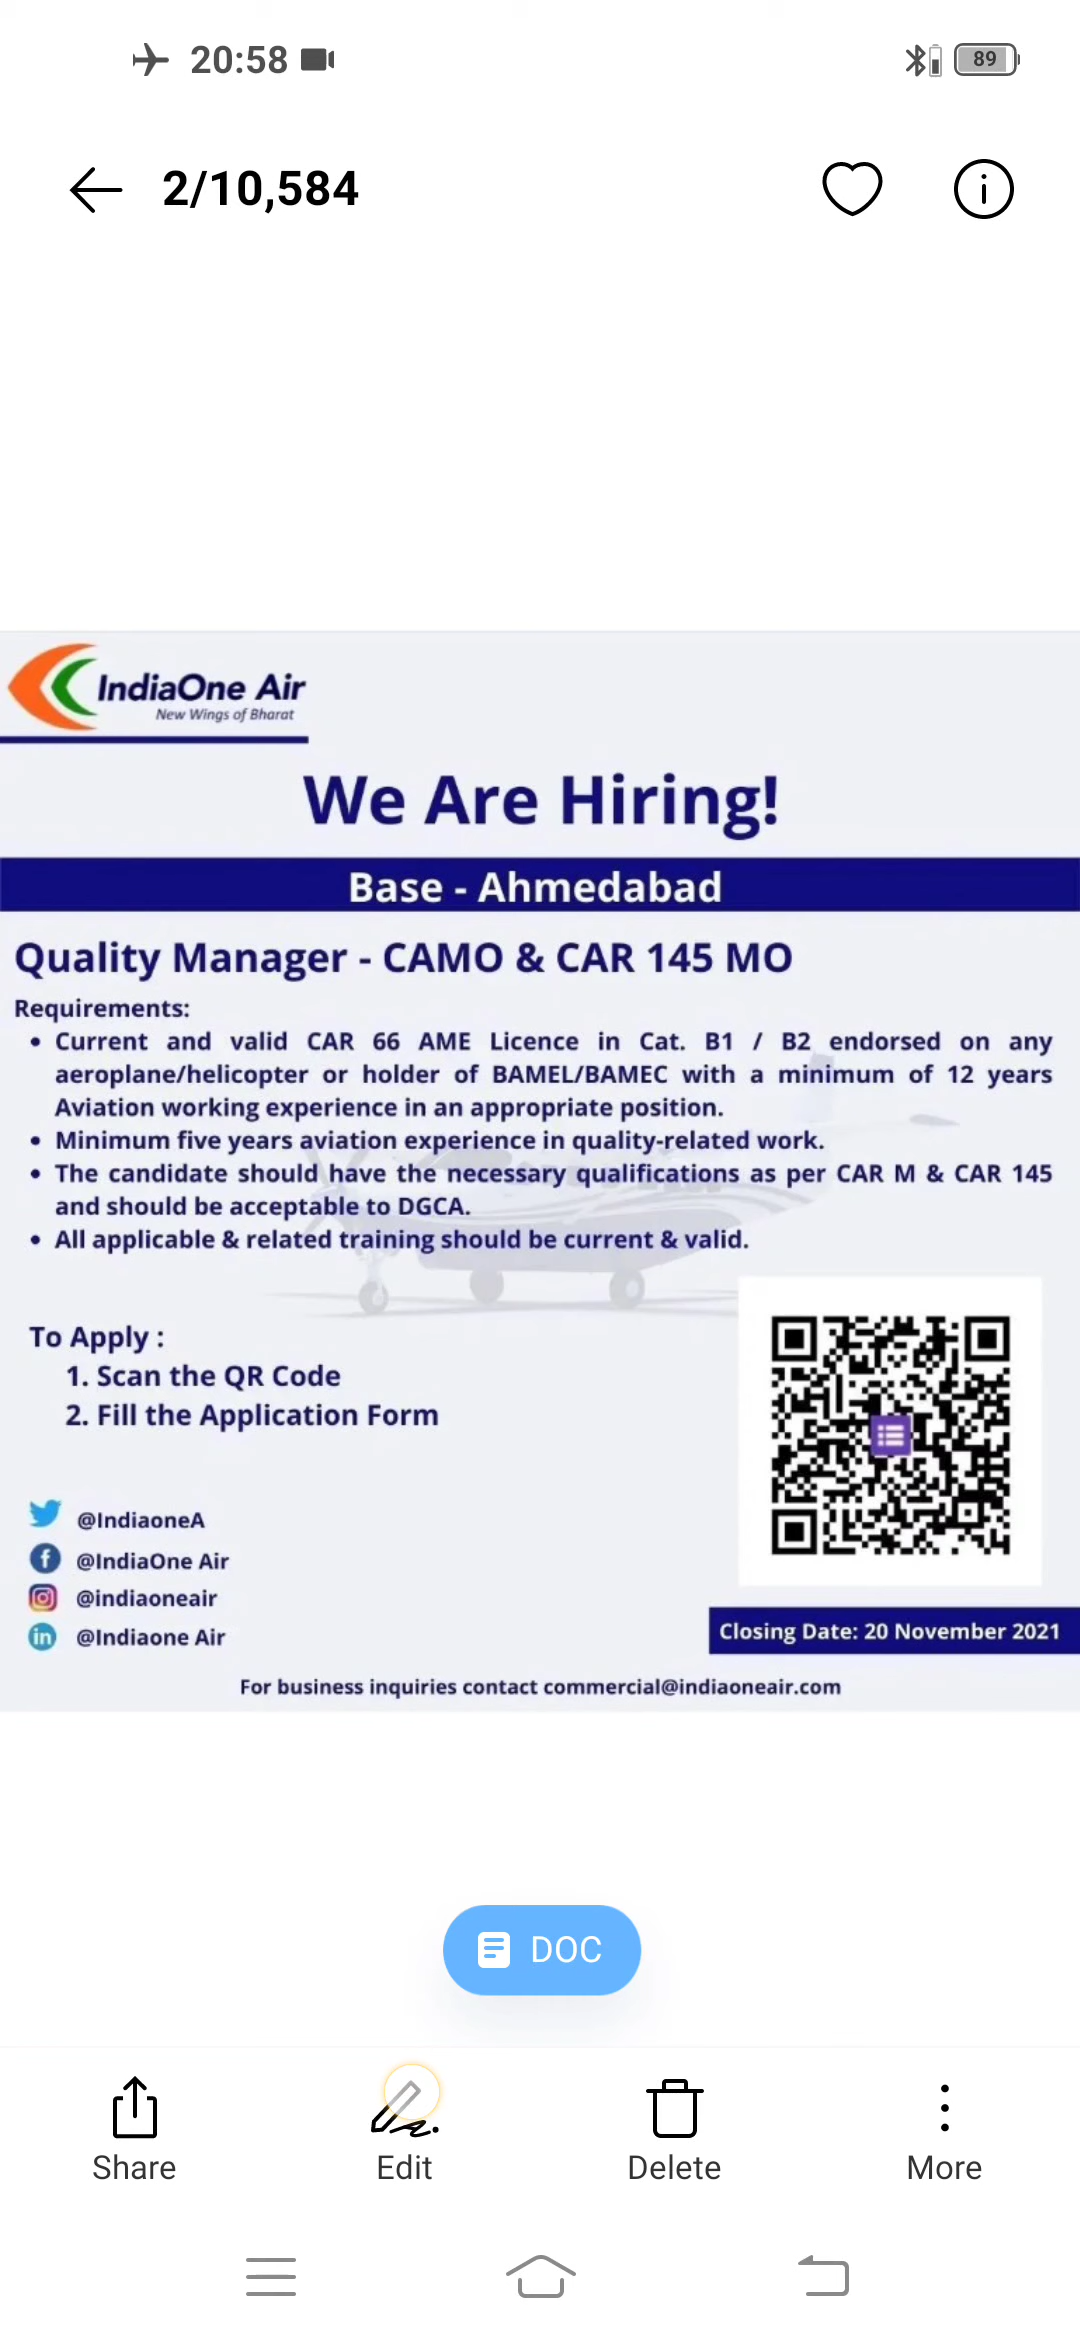 20:58
89
2/10,584
IndiaOne Air
New Wings of Bharat
We Are Hiring!
Base - Ahmedabad
Quality Manager - CAMO & CAR 145 MO
Requirements:
• Current and valid CAR 66 AME Licence in Cat. B1 / B2 endorsed on any
aeroplane/helicopter or holder of BAMEL/BAMEC with a minimum of 12 years
Aviation working experience in an appropriate position.
• Minimum five years aviation experience in quality-related work.
• The candidate should have the necessary qualifications as per CAR M & CAR 145
and should be acceptable to DGCA.
• All applicable & related training should be current & valid.
To Apply :
1. Scan the QR Code
2. Fill the Application Form
@IndiaoneA
@IndiaOne Air
@indiaoneair
in @Indiaone Air
Closing Date: 20 November 2021
For business inquiries contact commercial@indiaoneair.com
DOC
Share Edit Delete More